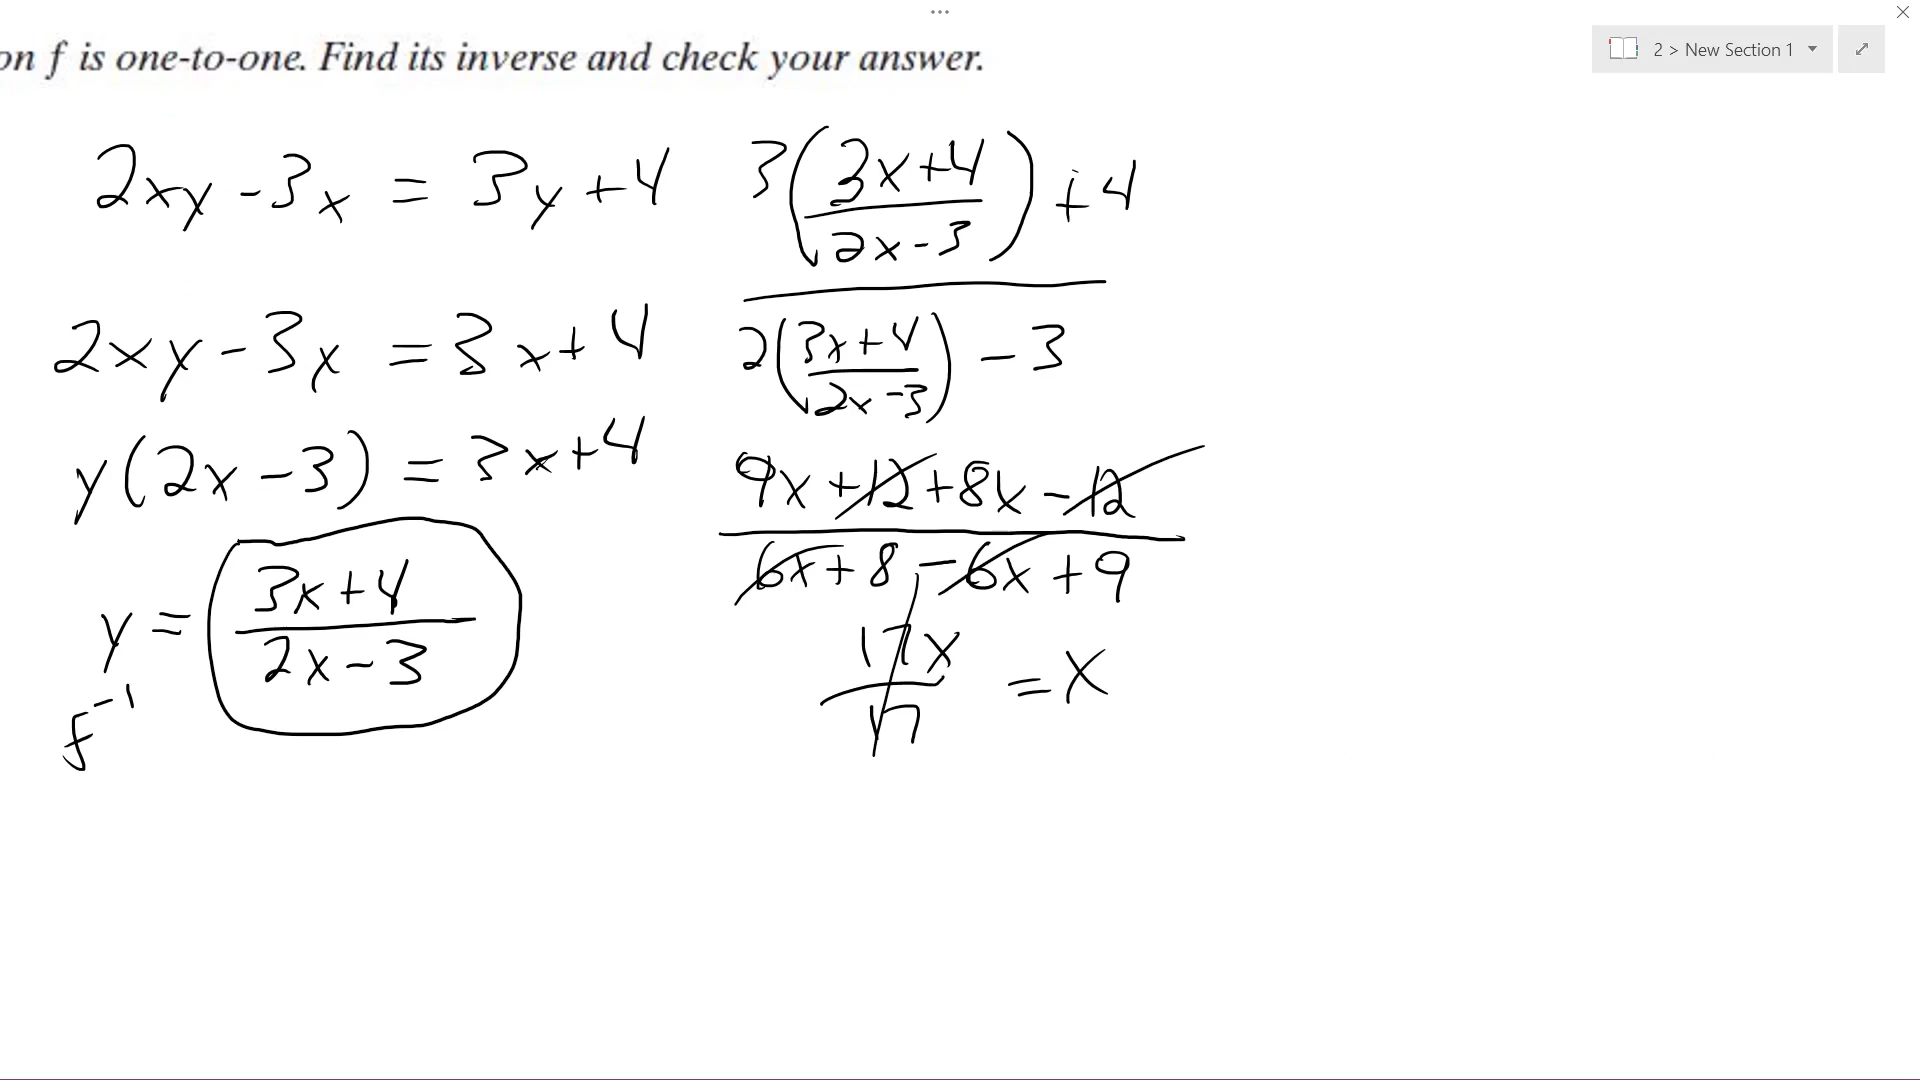 on f is one-to-one. Find its inverse and check your answer.
2 > New Section 1
2xy - 3x = 3y + 4
2xy - 3x = 3x + 4
y(2x - 3) = 3x + 4
y = (3x + 4)/(2x - 3)
f^-1
(3((3x + 4)/(2x - 3)) + 4)/(2((3x + 4)/(2x - 3)) - 3)
(9x + 12 + 8x - 12)/(6x + 8 - 6x + 9)
17x/17 = x